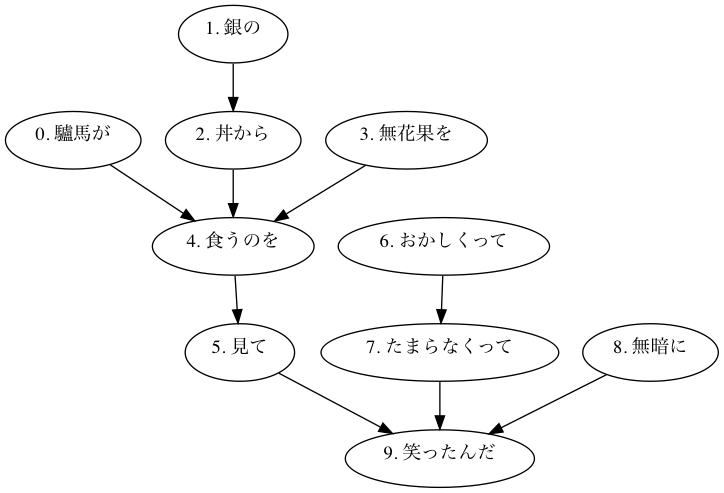 1. 銀の
0. 驢馬が
2. 丼から
3. 無花果を
4. 食うのを
6. おかしくって
5. 見て
7. たまらなくって
8. 無暗に
9. 笑ったんだ